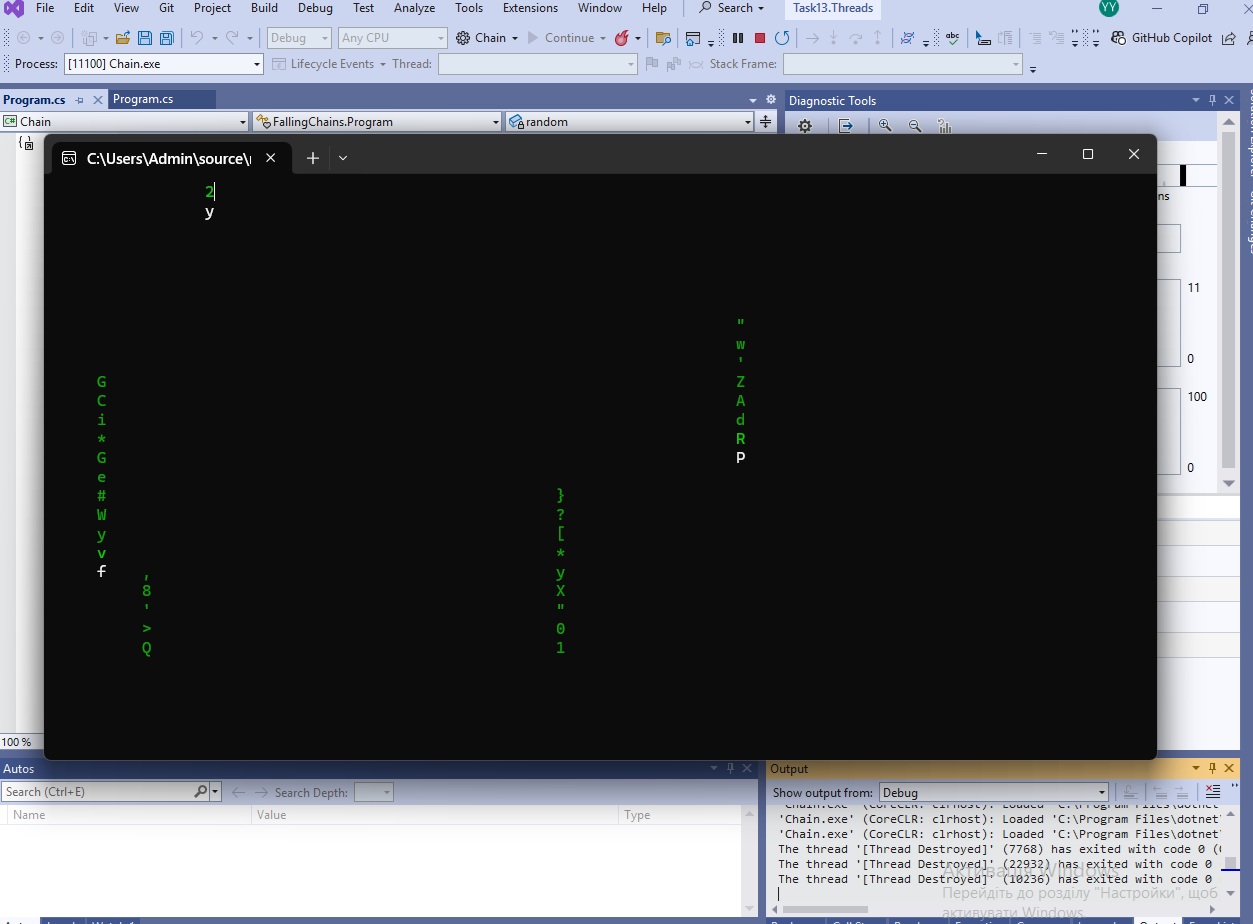 File Edit View Git Project Build Debug Test Analyze Tools Extensions Window Help Search Task13.Threads YY
Debug Any CPU Chain Continue abc GitHub Copilot
Process: [11100] Chain.exe Lifecycle Events Thread: Stack Frame:
Program.cs Program.cs
Diagnostic Tools
C# Chain FallingChains.Program random
C:\Users\Admin\source\
2
y
ns
11
0
100
0
"
w
'
Z
A
d
R
P
G
C
i
*
G
e
#
W
y
v
f
,
8
'
>
Q
}
?
[
*
y
X
"
0
1
100 %
Autos
Search (Ctrl+E) Search Depth:
Name Value Type
Output
Show output from: Debug
'Chain.exe' (CoreCLR: clrhost): Loaded 'C:\Program Files\dotnet
'Chain.exe' (CoreCLR: clrhost): Loaded 'C:\Program Files\dotnet
'Chain.exe' (CoreCLR: clrhost): Loaded 'C:\Program Files\dotnet
The thread '[Thread Destroyed]' (7768) has exited with code 0 (
The thread '[Thread Destroyed]' (22932) has exited with code 0
The thread '[Thread Destroyed]' (10236) has exited with code 0
Активація Windows
Перейдіть до розділу "Настройки", щоб
активувати Windows.